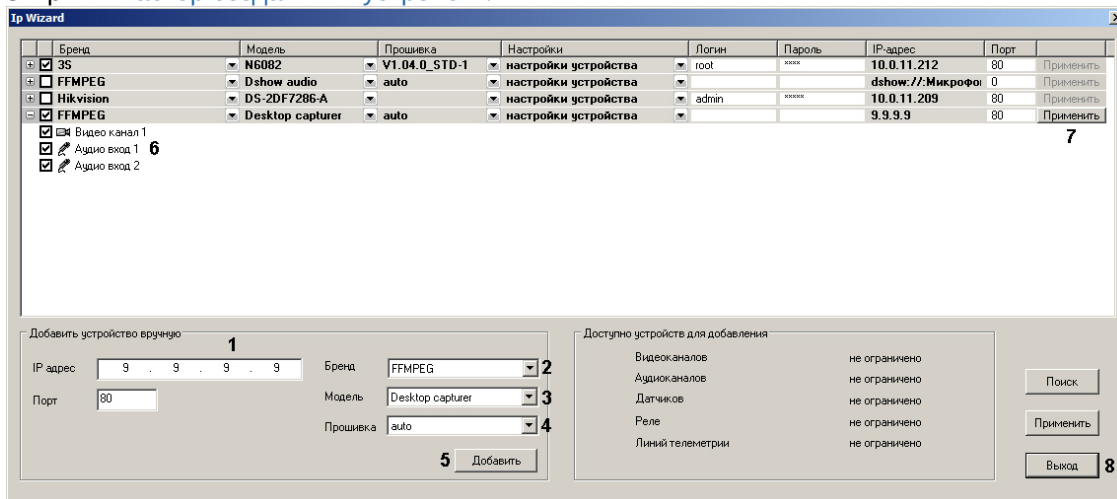 Ip Wizard
Бренд Модель Прошивка Настройки Логин Пароль IP-адрес Порт
3S N6082 V1.04.0_STD-1 настройки устройства root **** 10.0.11.212 80 Применить
FFMPEG Dshow audio auto настройки устройства dshow://:Микрофо 0 Применить
Hikvision DS-2DF7286-A настройки устройства admin ***** 10.0.11.209 80 Применить
FFMPEG Desktop capturer auto настройки устройства 9.9.9.9 80 Применить
Видео канал 1
7
Аудио вход 1 6
Аудио вход 2
Добавить устройство вручную
1
IP адрес 9 . 9 . 9 . 9
Порт 80
Бренд FFMPEG 2
Модель Desktop capturer 3
Прошивка auto 4
5 Добавить
Доступно устройств для добавления
Видеоканалов не ограничено
Аудиоканалов не ограничено
Датчиков не ограничено
Реле не ограничено
Линий телеметрии не ограничено
Поиск
Применить
Выход 8